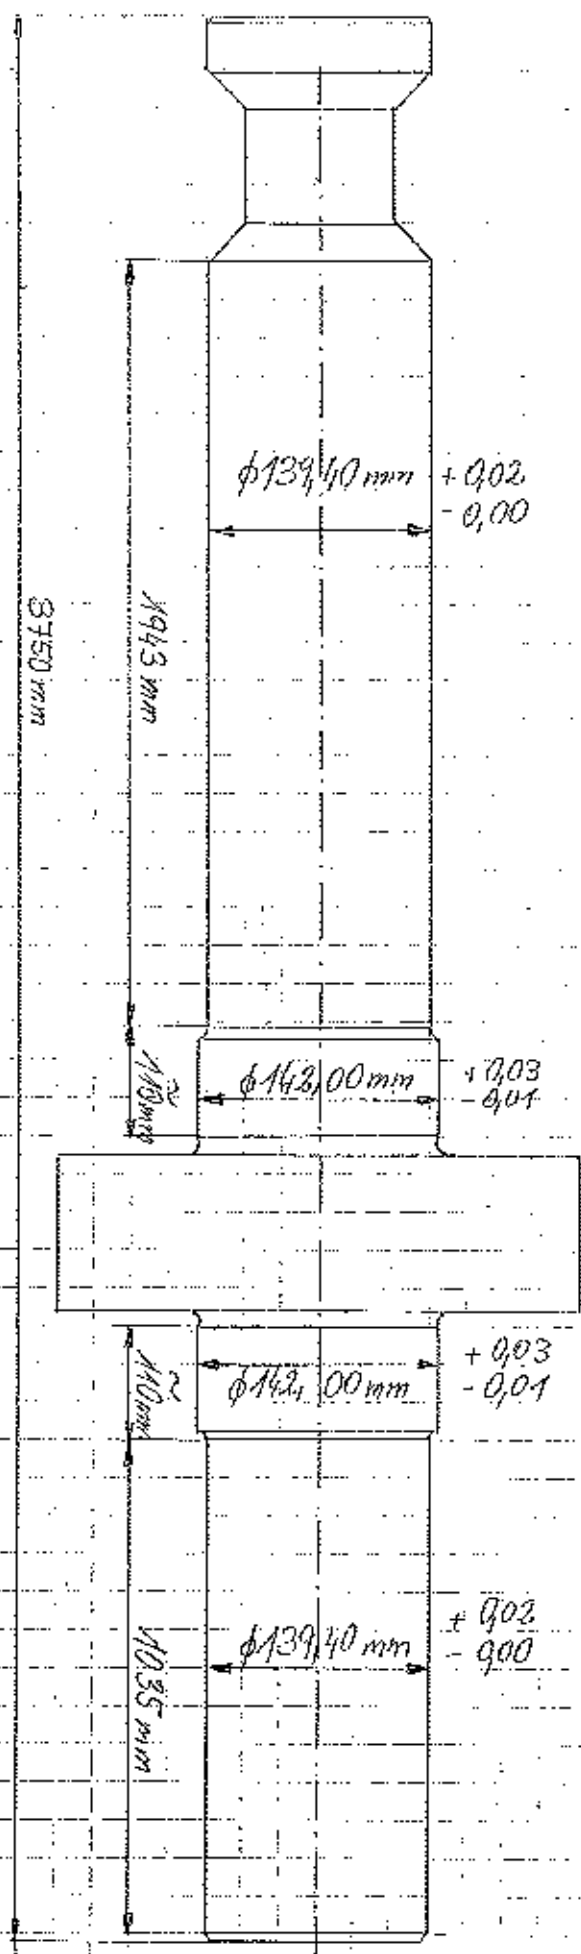 ϕ139,40 mm
+ 0,02
- 0,00
3750 mm
1943 mm
≈
110 mm
ϕ142,00 mm
+ 0,03
- 0,01
≈
110 mm
ϕ142,00 mm
+ 0,03
- 0,01
1035 mm
ϕ139,40 mm
+ 0,02
- 0,00